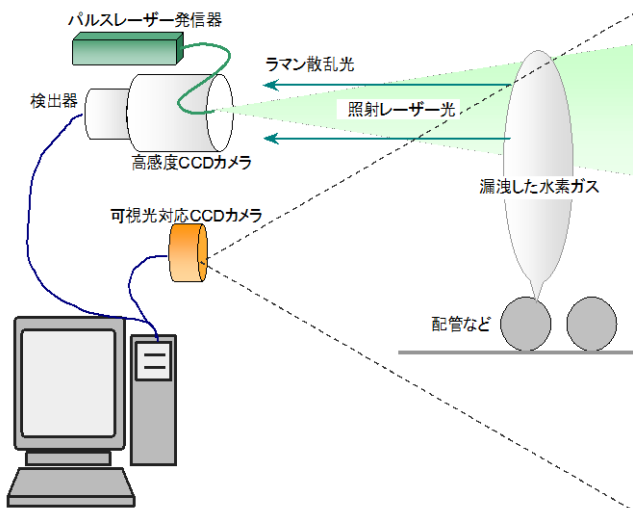 パルスレーザー発信器
ラマン散乱光
検出器
照射レーザー光
高感度CCDカメラ
漏洩した水素ガス
可視光対応CCDカメラ
配管など